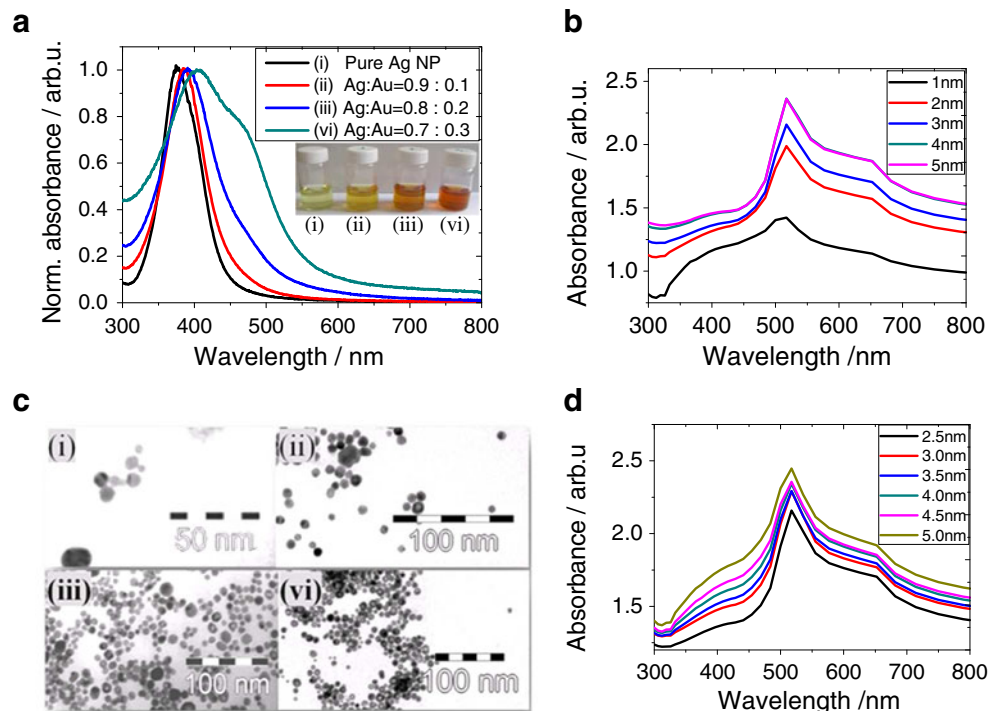 a
Norm. absorbance / arb.u.
1.0
0.8
0.6
0.4
0.2
0.0
300 400 500 600 700 800
Wavelength / nm
(i) Pure Ag NP
(ii) Ag:Au=0.9 : 0.1
(iii) Ag:Au=0.8 : 0.2
(vi) Ag:Au=0.7 : 0.3
(i) (ii) (iii) (vi)
b
Absorbance / arb.u.
2.5
2.0
1.5
1.0
300 400 500 600 700 800
Wavelength /nm
1nm
2nm
3nm
4nm
5nm
c
(i)
50 nm
(ii)
100 nm
(iii)
100 nm
(vi)
100 nm
d
Absorbance / arb.u
2.5
2.0
1.5
300 400 500 600 700 800
Wavelength /nm
2.5nm
3.0nm
3.5nm
4.0nm
4.5nm
5.0nm